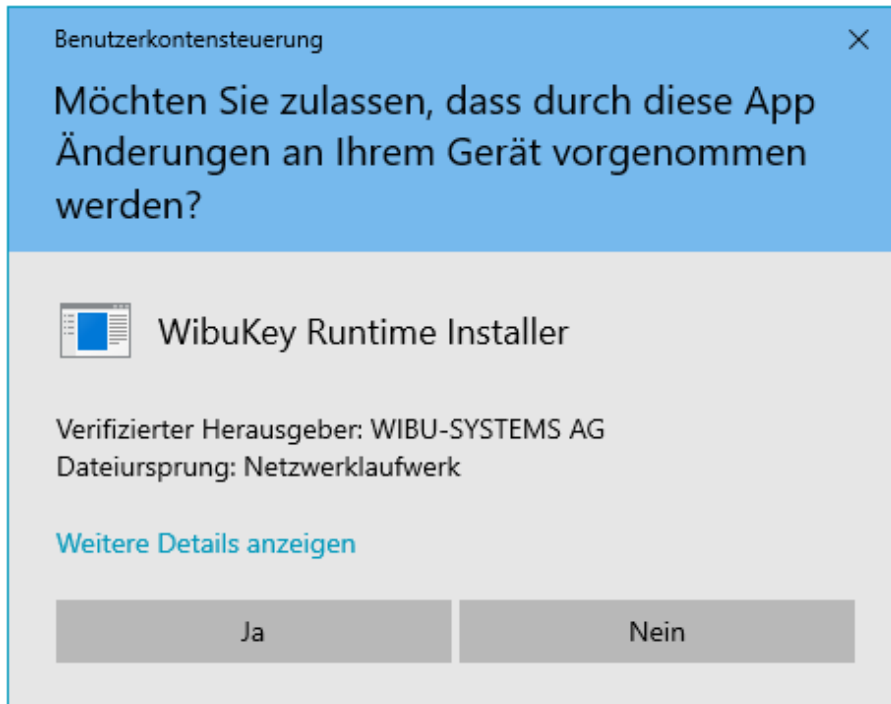 Benutzerkontensteuerung
Möchten Sie zulassen, dass durch diese App
Änderungen an Ihrem Gerät vorgenommen
werden?
WibuKey Runtime Installer
Verifizierter Herausgeber: WIBU-SYSTEMS AG
Dateiursprung: Netzwerklaufwerk
Weitere Details anzeigen
Ja
Nein